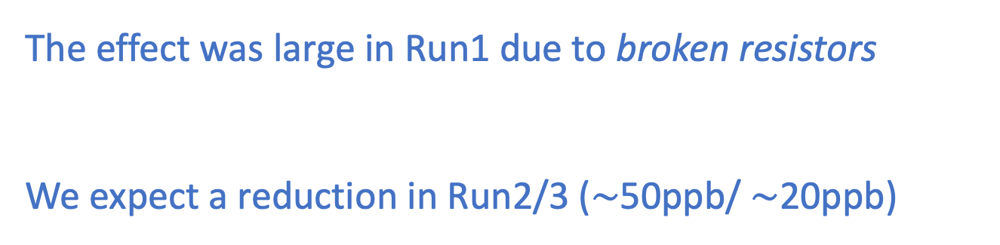 The effect was large in Run1 due to broken resistors
We expect a reduction in Run2/3 (~50ppb/ ~20ppb)